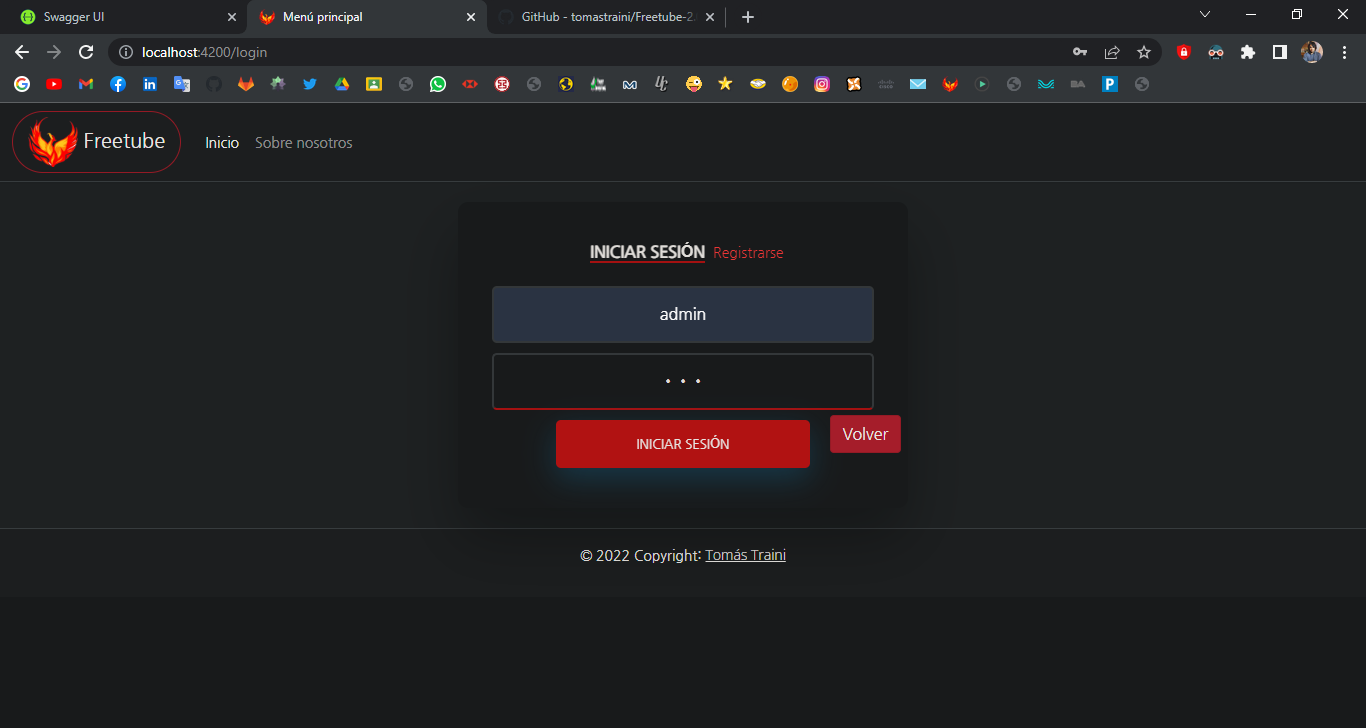 Swagger UI
Menú principal
GitHub - tomastraini/Freetube-2.
localhost:4200/login
Freetube
Inicio
Sobre nosotros
INICIAR SESIÓN Registrarse
admin
INICIAR SESIÓN
Volver
© 2022 Copyright: Tomás Traini